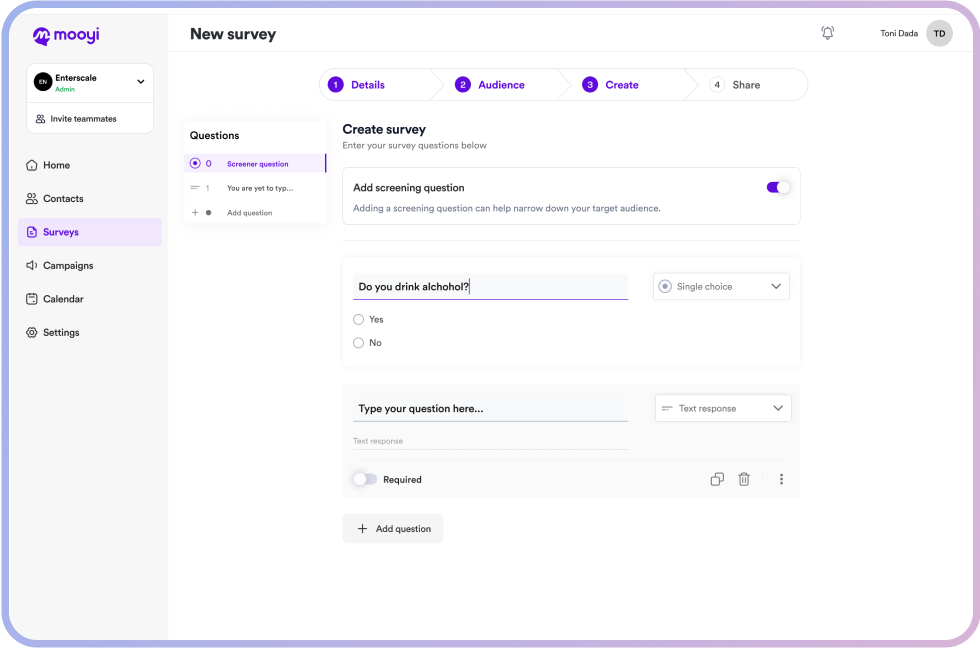 mooyi
New survey
Toni Dada
TD
EN
Enterscale
Admin
Invite teammates
Home
Contacts
Surveys
Campaigns
Calendar
Settings
1 Details
2 Audience
3 Create
4 Share
Questions
0 Screener question
1 You are yet to typ...
Add question
Create survey
Enter your survey questions below
Add screening question
Adding a screening question can help narrow down your target audience.
Do you drink alchohol?
Single choice
Yes
No
Type your question here...
Text response
Text response
Required
Add question